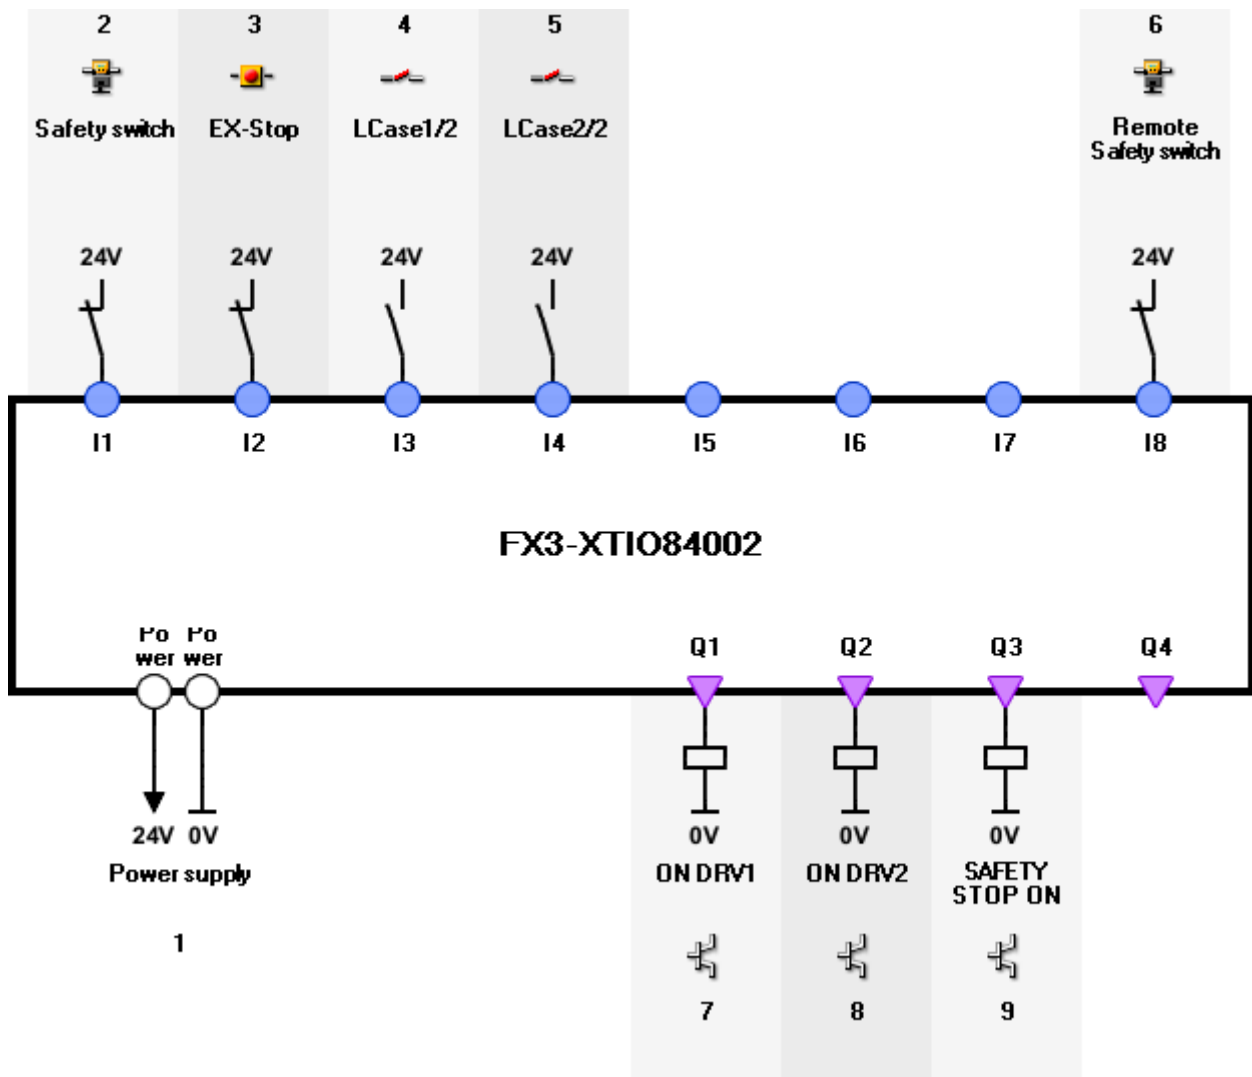 2 3 4 5 6
Safety switch EX-Stop LCase1/2 LCase2/2 Remote
Safety switch
24V 24V 24V 24V 24V
I1 I2 I3 I4 I5 I6 I7 I8
FX3-XTIO84002
Po Po
wer wer
Q1 Q2 Q3 Q4
24V 0V 0V 0V 0V
Power supply ON DRV1 ON DRV2 SAFETY
STOP ON
1
7 8 9